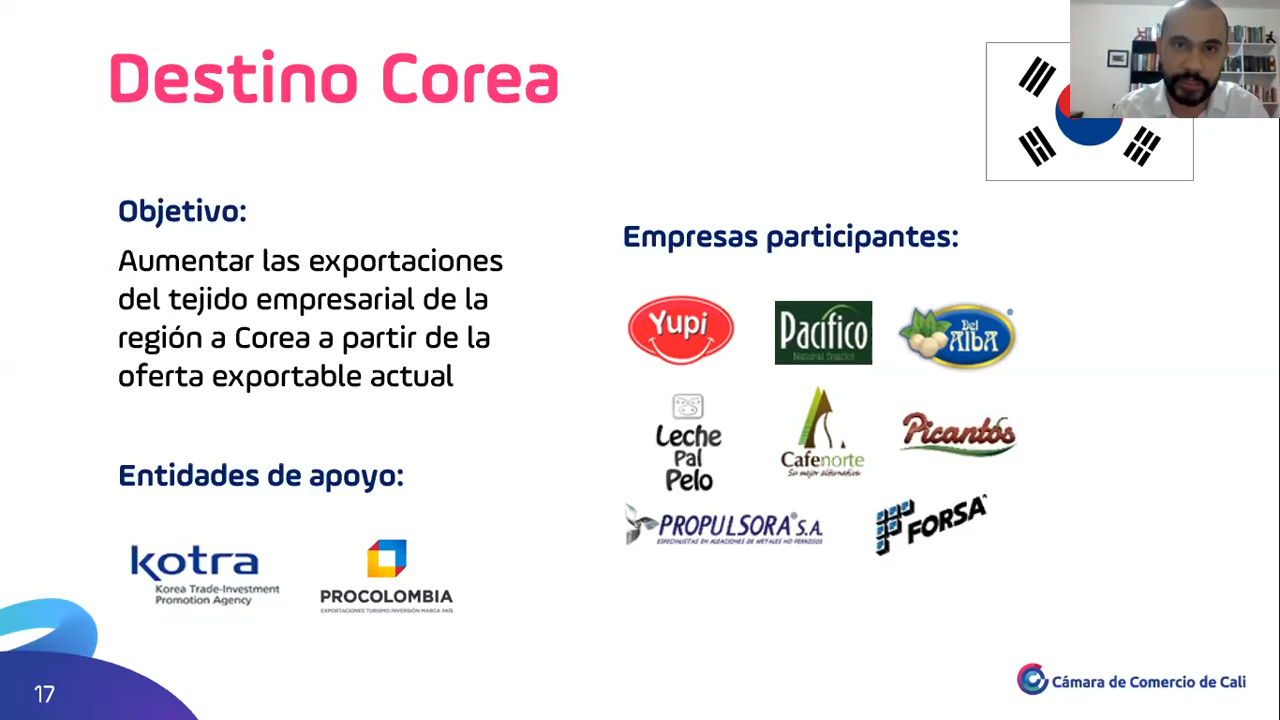 Destino Corea
Objetivo:
Aumentar las exportaciones
del tejido empresarial de la
región a Corea a partir de la
oferta exportable actual
Entidades de apoyo:
kotra
Korea Trade-Investment
Promotion Agency
PROCOLOMBIA
EXPORTACIONES TURISMO INVERSIÓN MARCA PAÍS
Empresas participantes:
Yupi
Pacífico
Natural Snacks
Del
Alba
Leche
Pal
Pelo
Cafenorte
Su mejor alternativa
Picantos
PROPULSORA® S.A.
ESPECIALISTAS EN ALEACIONES DE METALES NO FERROSOS
FORSA
17
Cámara de Comercio de Cali